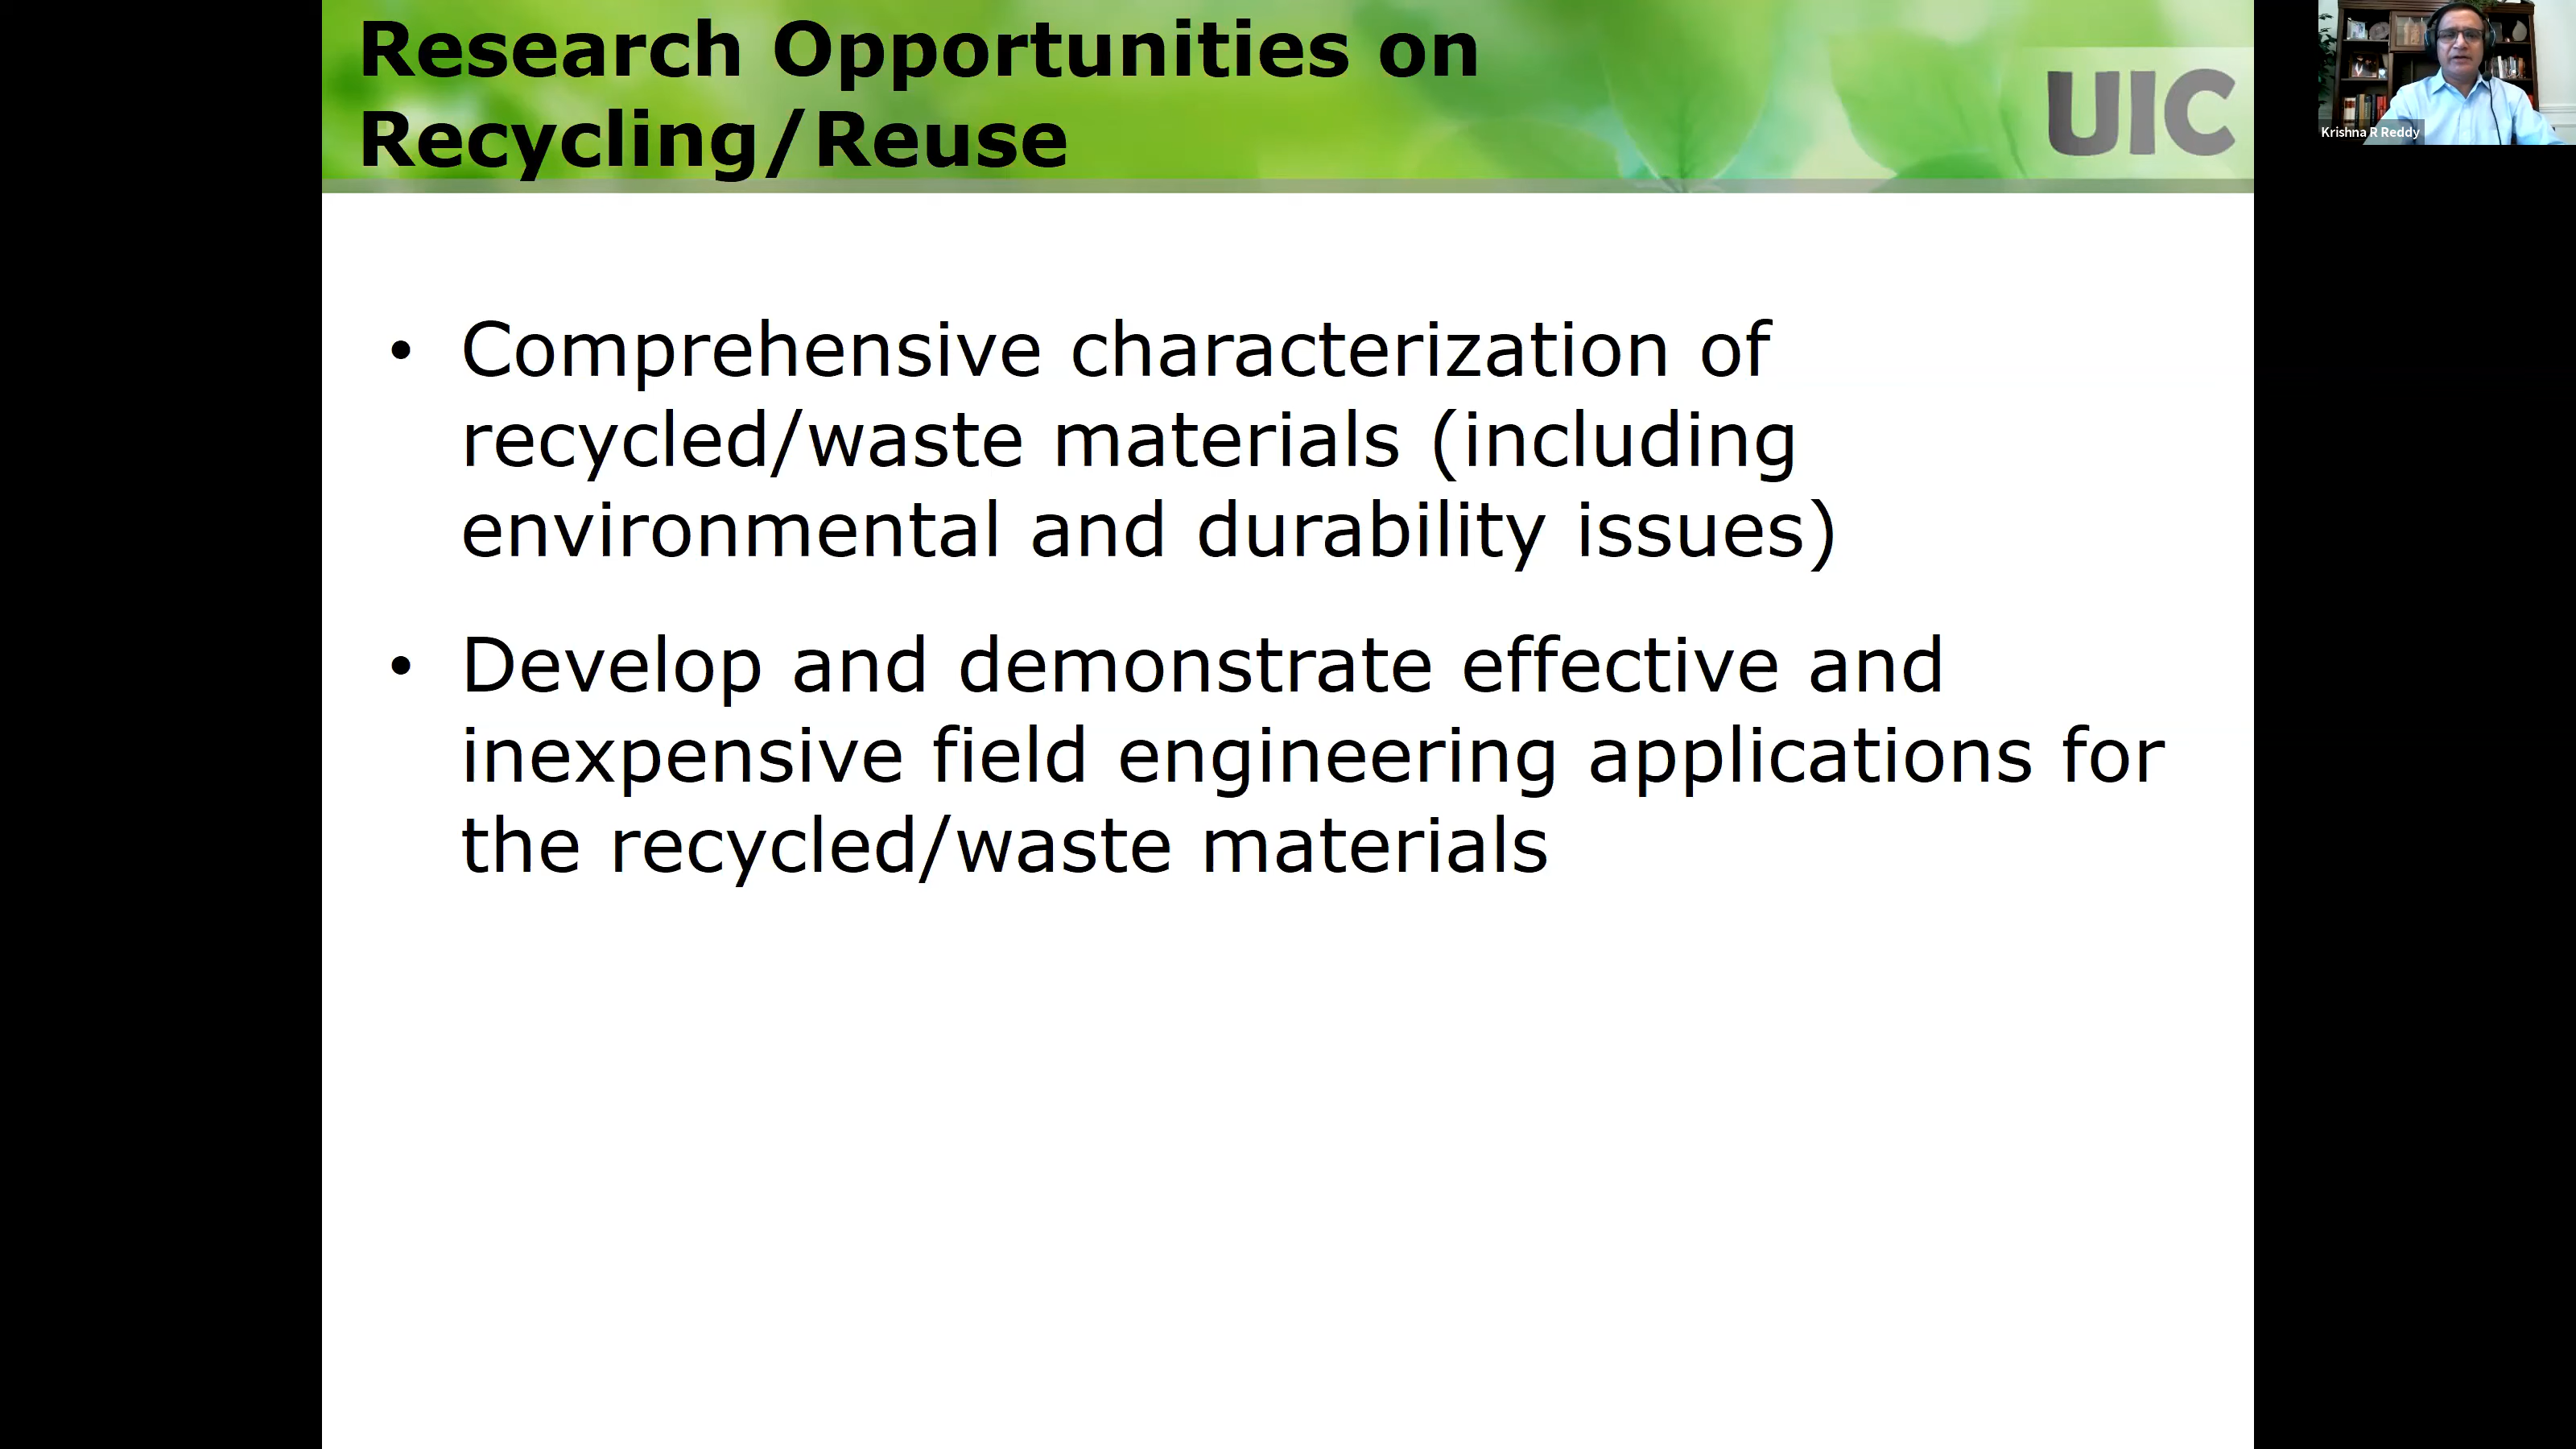 Research Opportunities on
Recycling/Reuse
UIC
Krishna R Reddy
• Comprehensive characterization of
recycled/waste materials (including
environmental and durability issues)
• Develop and demonstrate effective and
inexpensive field engineering applications for
the recycled/waste materials